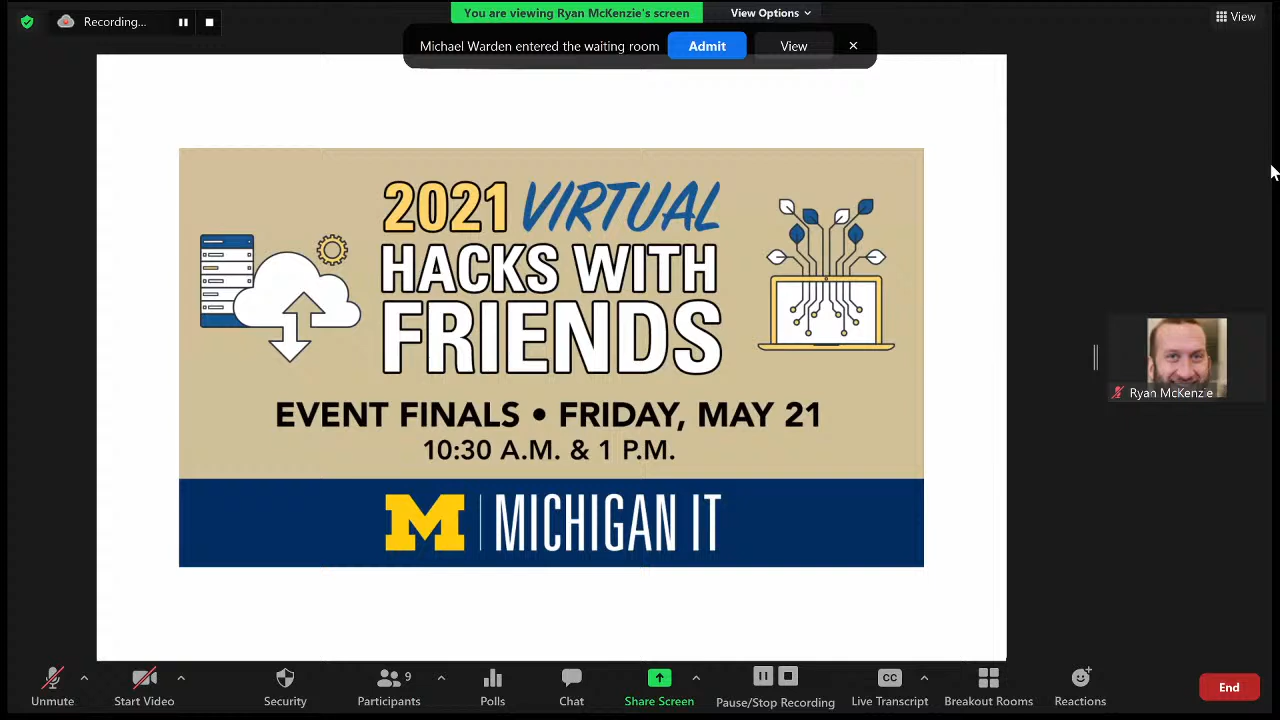 Recording...
You are viewing Ryan McKenzie's screen
View Options
View
Michael Warden entered the waiting room
Admit
View
2021 VIRTUAL
HACKS WITH
FRIENDS
EVENT FINALS • FRIDAY, MAY 21
10:30 A.M. & 1 P.M.
M | MICHIGAN IT
Ryan McKenzie
Unmute
Start Video
Security
9
Participants
Polls
Chat
Share Screen
Pause/Stop Recording
CC
Live Transcript
Breakout Rooms
Reactions
End